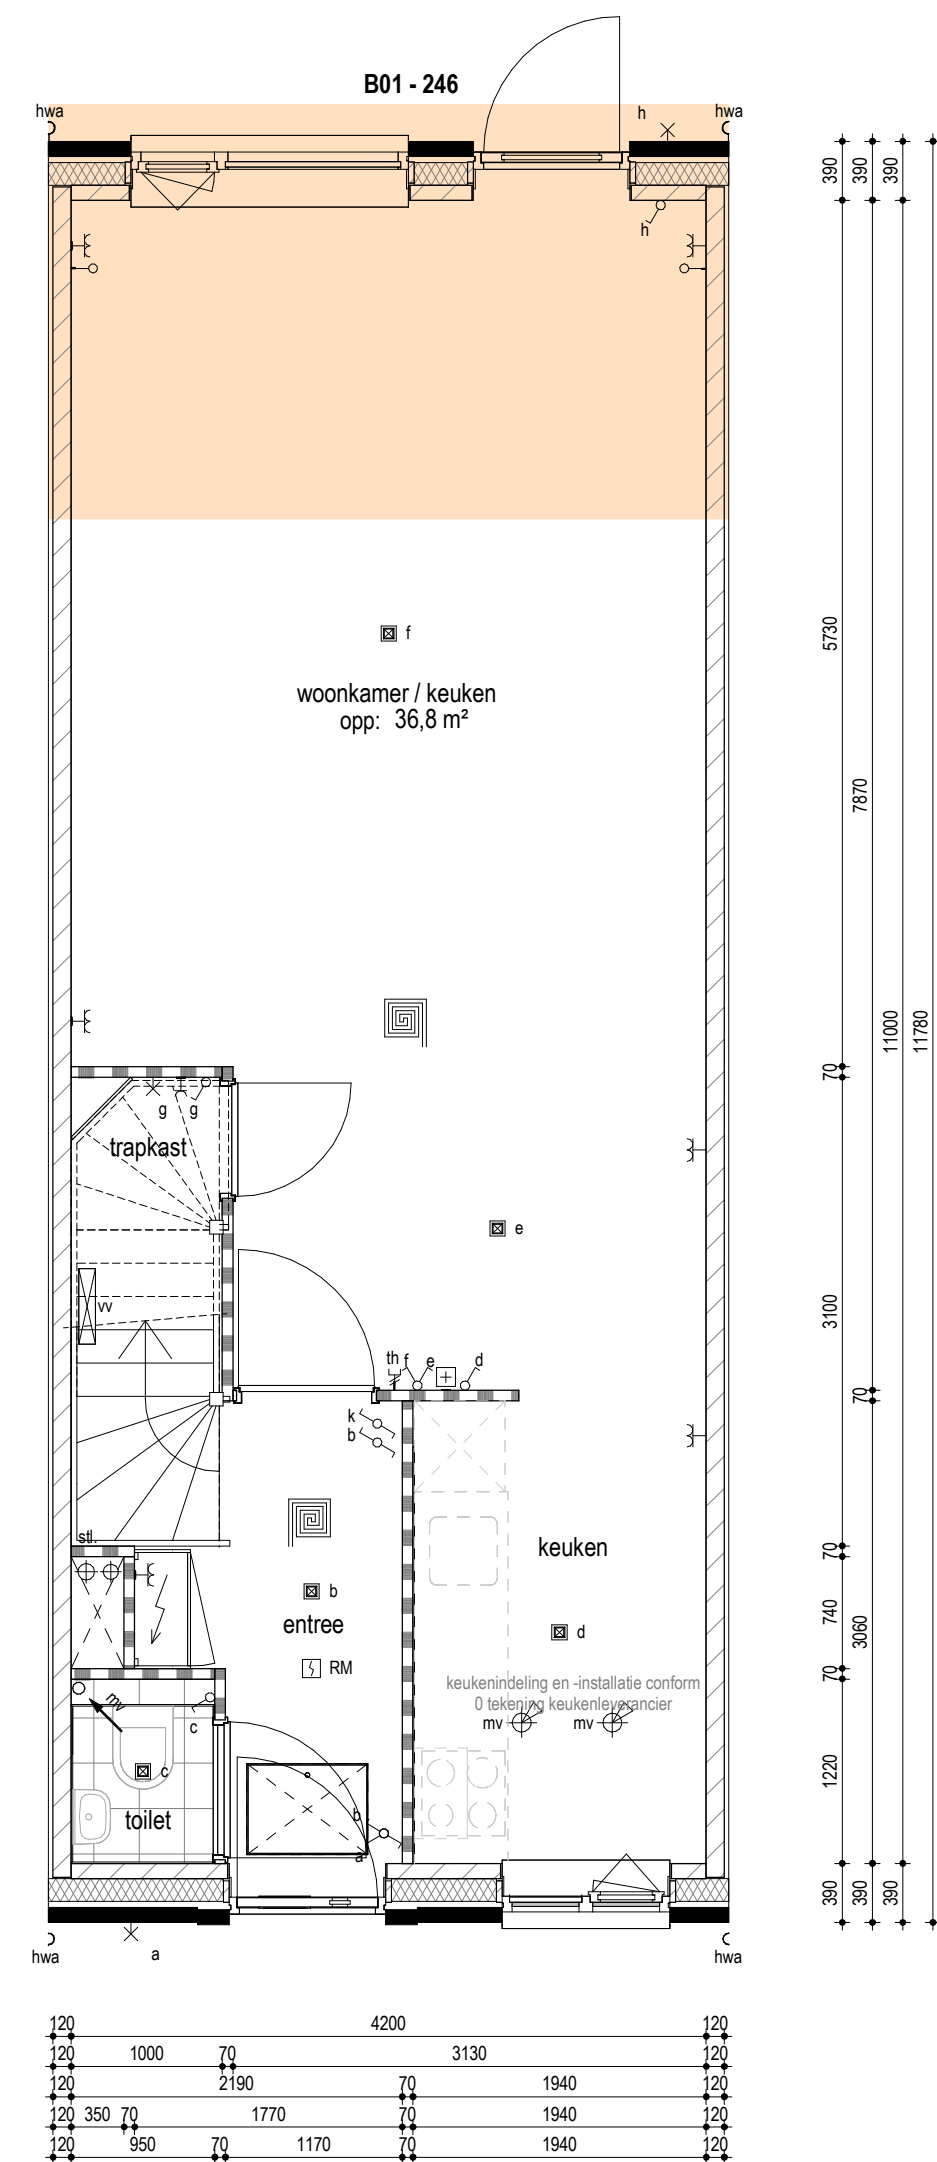 B01 - 246
hwa
h
hwa
h
390
390
390
f
woonkamer / keuken
opp: 36,8 m²
5730
7870
11000
11780
g
g
trapkast
70
e
vv
3100
th
f
e
d
70
k
b
stl.
keuken
70
b
entree
d
740
3060
RM
keukenindeling en -installatie conform
0 tekening keukenleverancier
70
mv
c
mv
mv
c
1220
toilet
b
a
390
390
390
hwa
a
hwa
120 4200 120
120 1000 70 3130 120
120 2190 70 1940 120
120 350 70 1770 70 1940 120
120 950 70 1170 70 1940 120